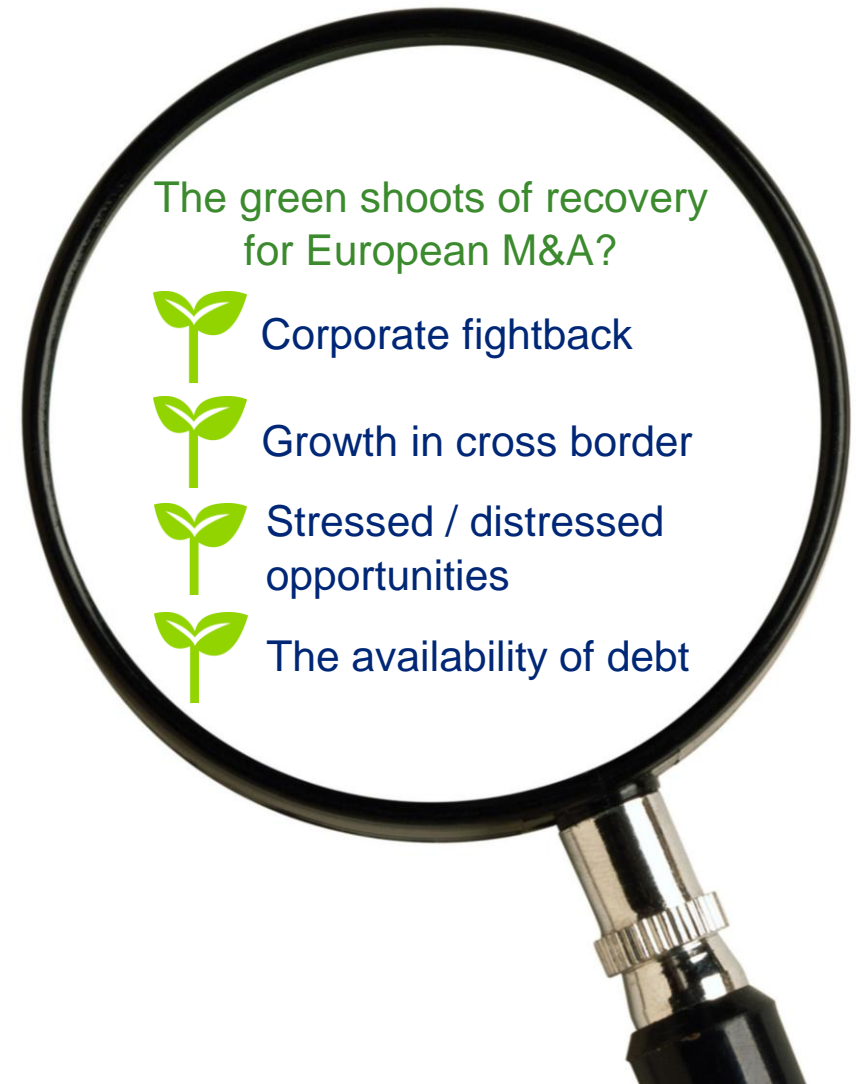 The green shoots of recovery
for European M&A?
Corporate fightback
Growth in cross border
Stressed / distressed
opportunities
The availability of debt